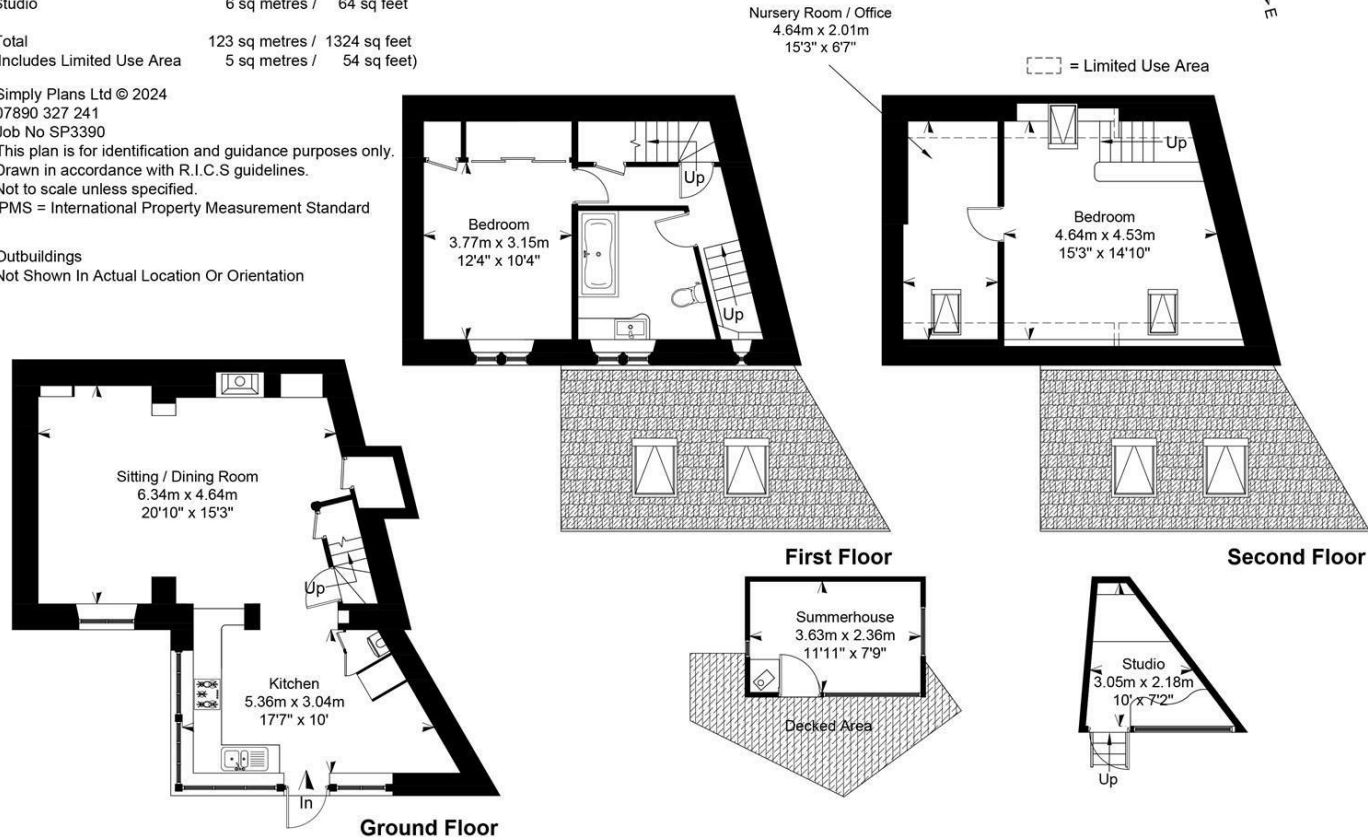 Studio 6 sq metres / 64 sq feet
Total 123 sq metres / 1324 sq feet
Includes Limited Use Area 5 sq metres / 54 sq feet)
Simply Plans Ltd © 2024
07890 327 241
Job No SP3390
This plan is for identification and guidance purposes only.
Drawn in accordance with R.I.C.S guidelines.
Not to scale unless specified.
IPMS = International Property Measurement Standard
Outbuildings
Not Shown In Actual Location Or Orientation
Nursery Room / Office
4.64m x 2.01m
15'3" x 6'7"
E
= Limited Use Area
Bedroom
3.77m x 3.15m
12'4" x 10'4"
Up
Up
Bedroom
4.64m x 4.53m
15'3" x 14'10"
Up
First Floor
Second Floor
Sitting / Dining Room
6.34m x 4.64m
20'10" x 15'3"
Up
Kitchen
5.36m x 3.04m
17'7" x 10'
In
Ground Floor
Summerhouse
3.63m x 2.36m
11'11" x 7'9"
Decked Area
Studio
3.05m x 2.18m
10' x 7'2"
Up